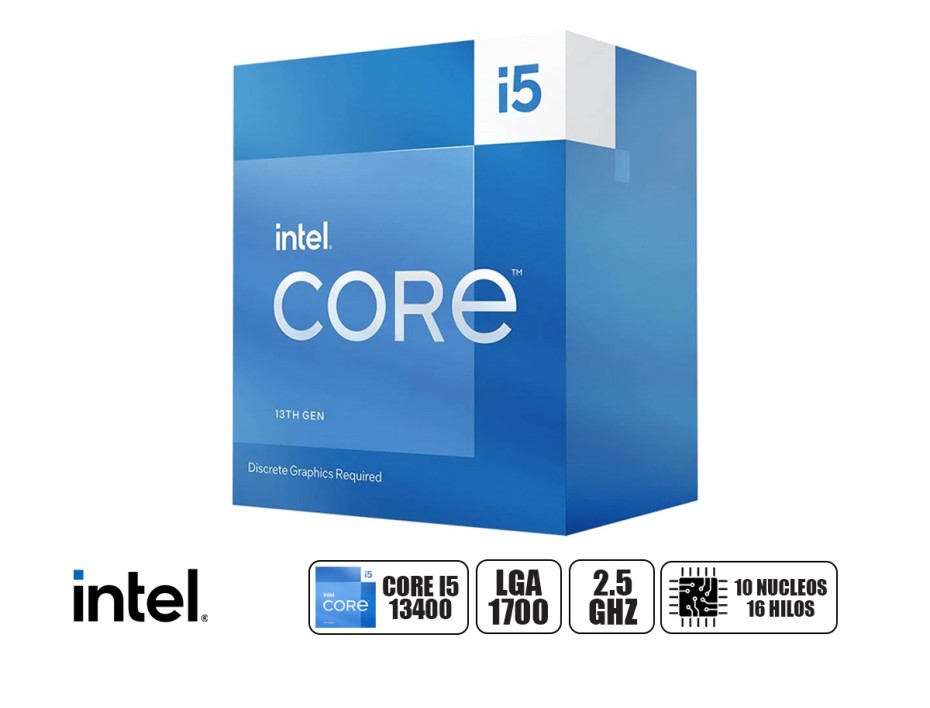 i5
intel.
CORE™
13TH GEN
Discrete Graphics Required
intel®
i5
intel
CORE
CORE I5
13400
LGA
1700
2.5
GHZ
10 NUCLEOS
16 HILOS